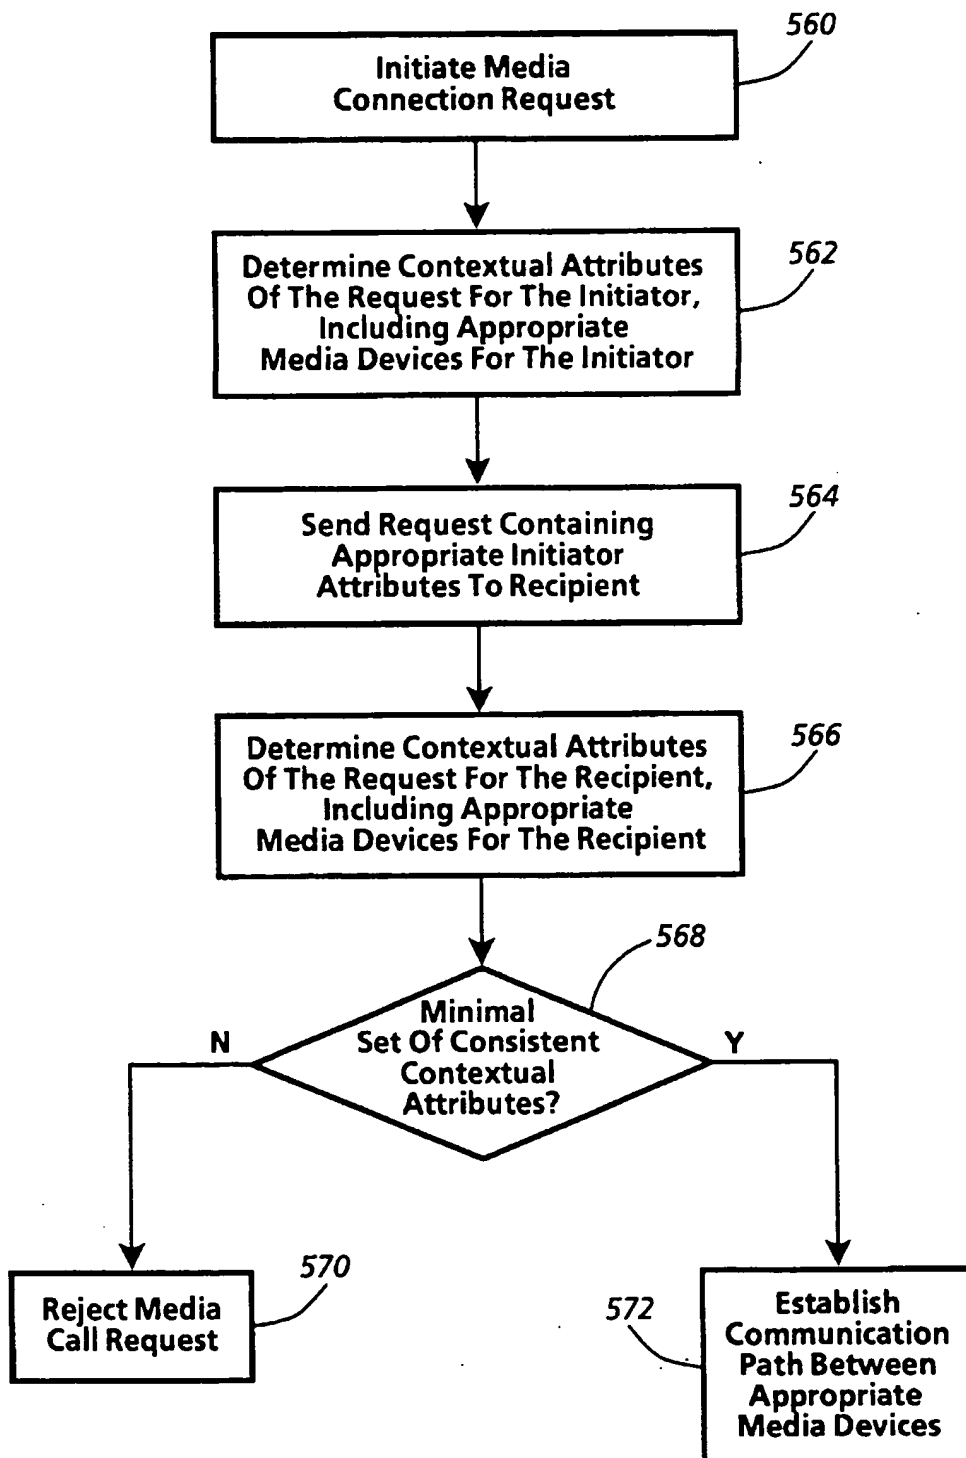 560
Initiate Media
Connection Request
562
Determine Contextual Attributes
Of The Request For The Initiator,
Including Appropriate
Media Devices For The Initiator
564
Send Request Containing
Appropriate Initiator
Attributes To Recipient
566
Determine Contextual Attributes
Of The Request For The Recipient,
Including Appropriate
Media Devices For The Recipient
568
Minimal
Set Of Consistent
Contextual
Attributes?
N
Y
570
Reject Media
Call Request
572
Establish
Communication
Path Between
Appropriate
Media Devices